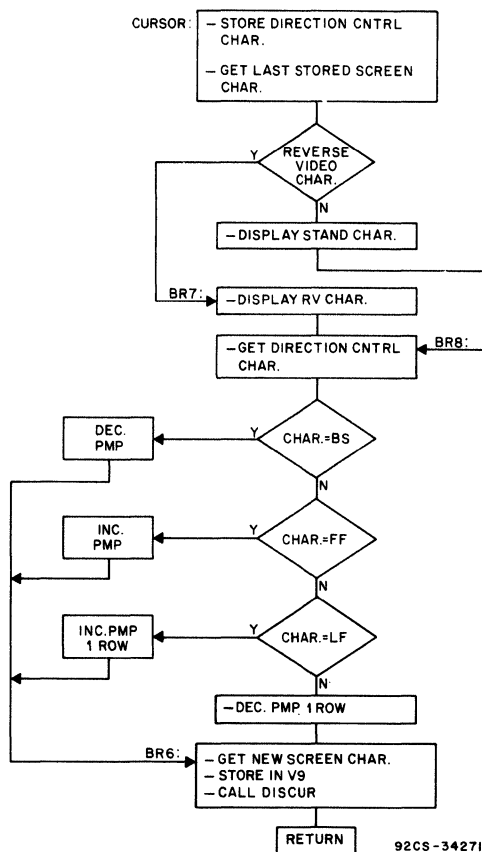 CURSOR:
– STORE DIRECTION CNTRL
CHAR.
– GET LAST STORED SCREEN
CHAR.
Y
REVERSE
VIDEO
CHAR.
N
– DISPLAY STAND CHAR.
BR7:
– DISPLAY RV CHAR.
– GET DIRECTION CNTRL
CHAR.
BR8:
DEC.
PMP
Y
CHAR.=BS
N
INC.
PMP
Y
CHAR.=FF
N
INC. PMP
1 ROW
Y
CHAR.=LF
N
– DEC. PMP 1 ROW
BR6:
– GET NEW SCREEN CHAR.
– STORE IN V9
– CALL DISCUR
RETURN
92CS-34271